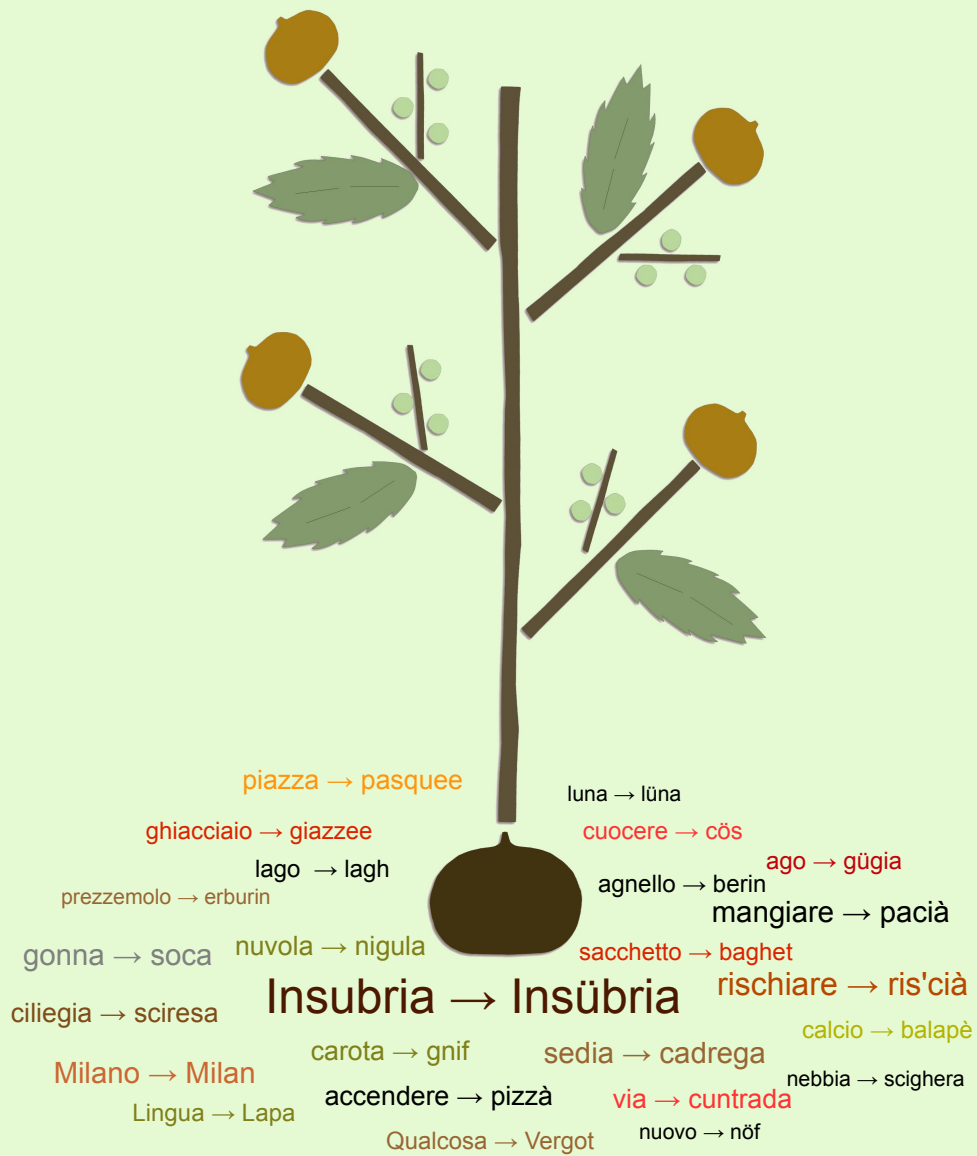 piazza → pasquee
luna → lüna
ghiacciaio → giazzee
cuocere → cös
lago → lagh
ago → gügia
agnello → berin
prezzemolo → erburin
mangiare → pacià
nuvola → nigula
gonna → soca
sacchetto → baghet
Insubria → Insübria
rischiare → ris'cià
ciliegia → sciresa
calcio → balapè
carota → gnif
sedia → cadrega
Milano → Milan
nebbia → scighera
accendere → pizzà
via → cuntrada
Lingua → Lapa
nuovo → nöf
Qualcosa → Vergot